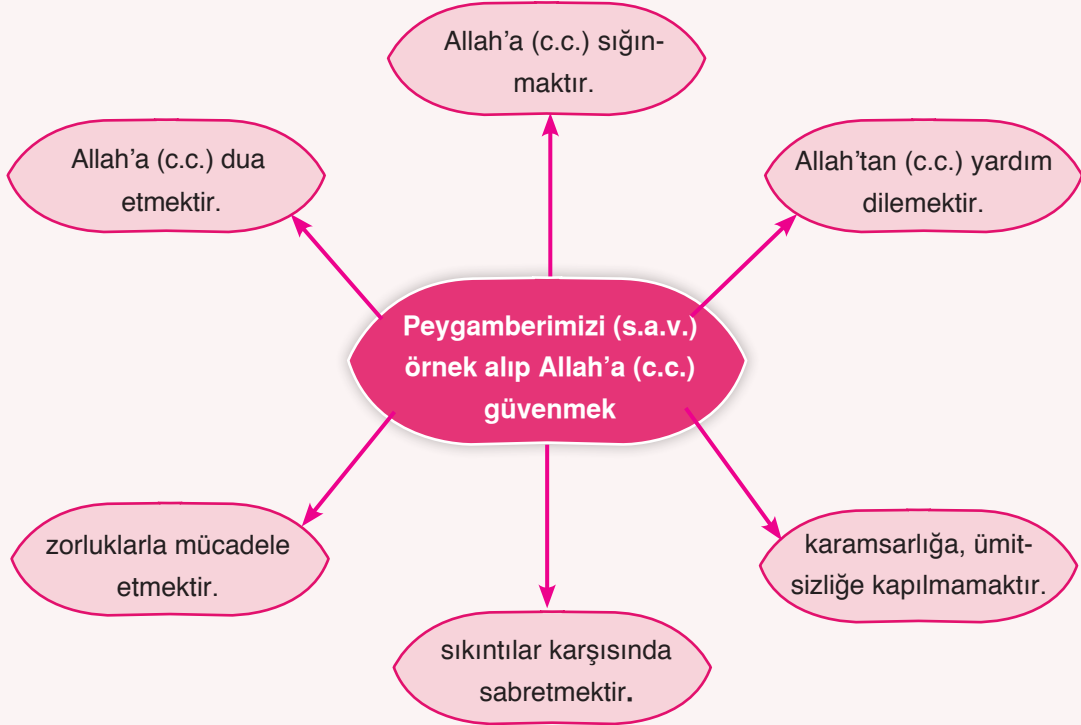 Allah’a (c.c.) sığın-
maktır.
Allah’a (c.c.) dua
etmektir.
Allah’tan (c.c.) yardım
dilemektir.
Peygamberimizi (s.a.v.)
örnek alıp Allah’a (c.c.)
güvenmek
zorluklarla mücadele
etmektir.
karamsarlığa, ümit-
sizliğe kapılmamaktır.
sıkıntılar karşısında
sabretmektir.